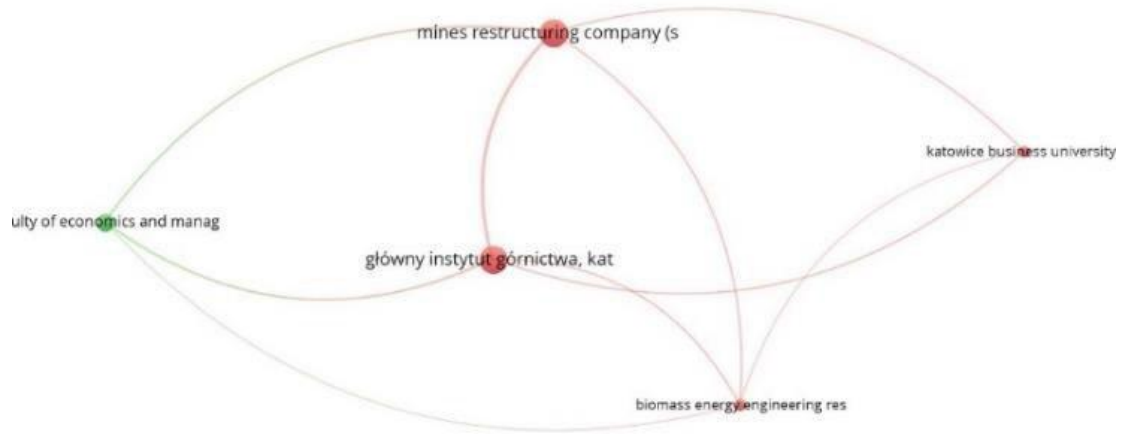 mines restructuring company (s
katowice business university
ulty of economics and manag
główny instytut górnictwa, kat
biomass energy engineering res